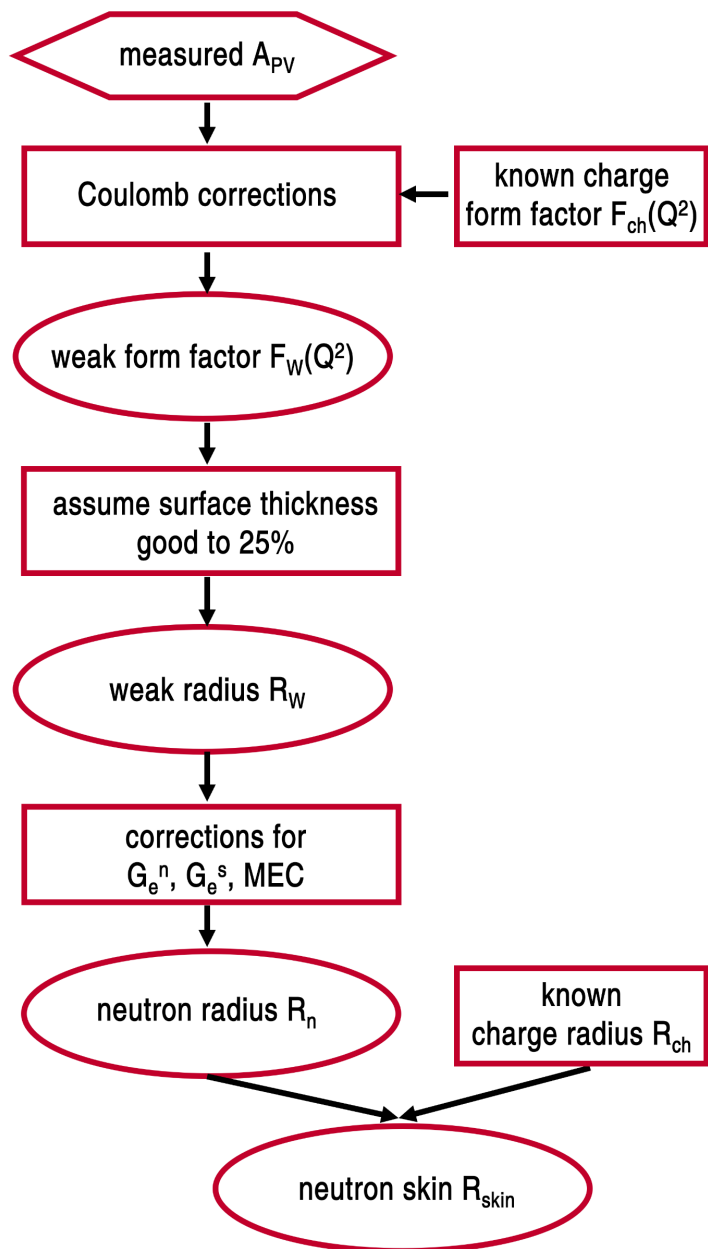 measured A_PV
Coulomb corrections
known charge
form factor F_ch(Q²)
weak form factor F_W(Q²)
assume surface thickness
good to 25%
weak radius R_W
corrections for
G_e^n, G_e^s, MEC
neutron radius R_n
known
charge radius R_ch
neutron skin R_skin